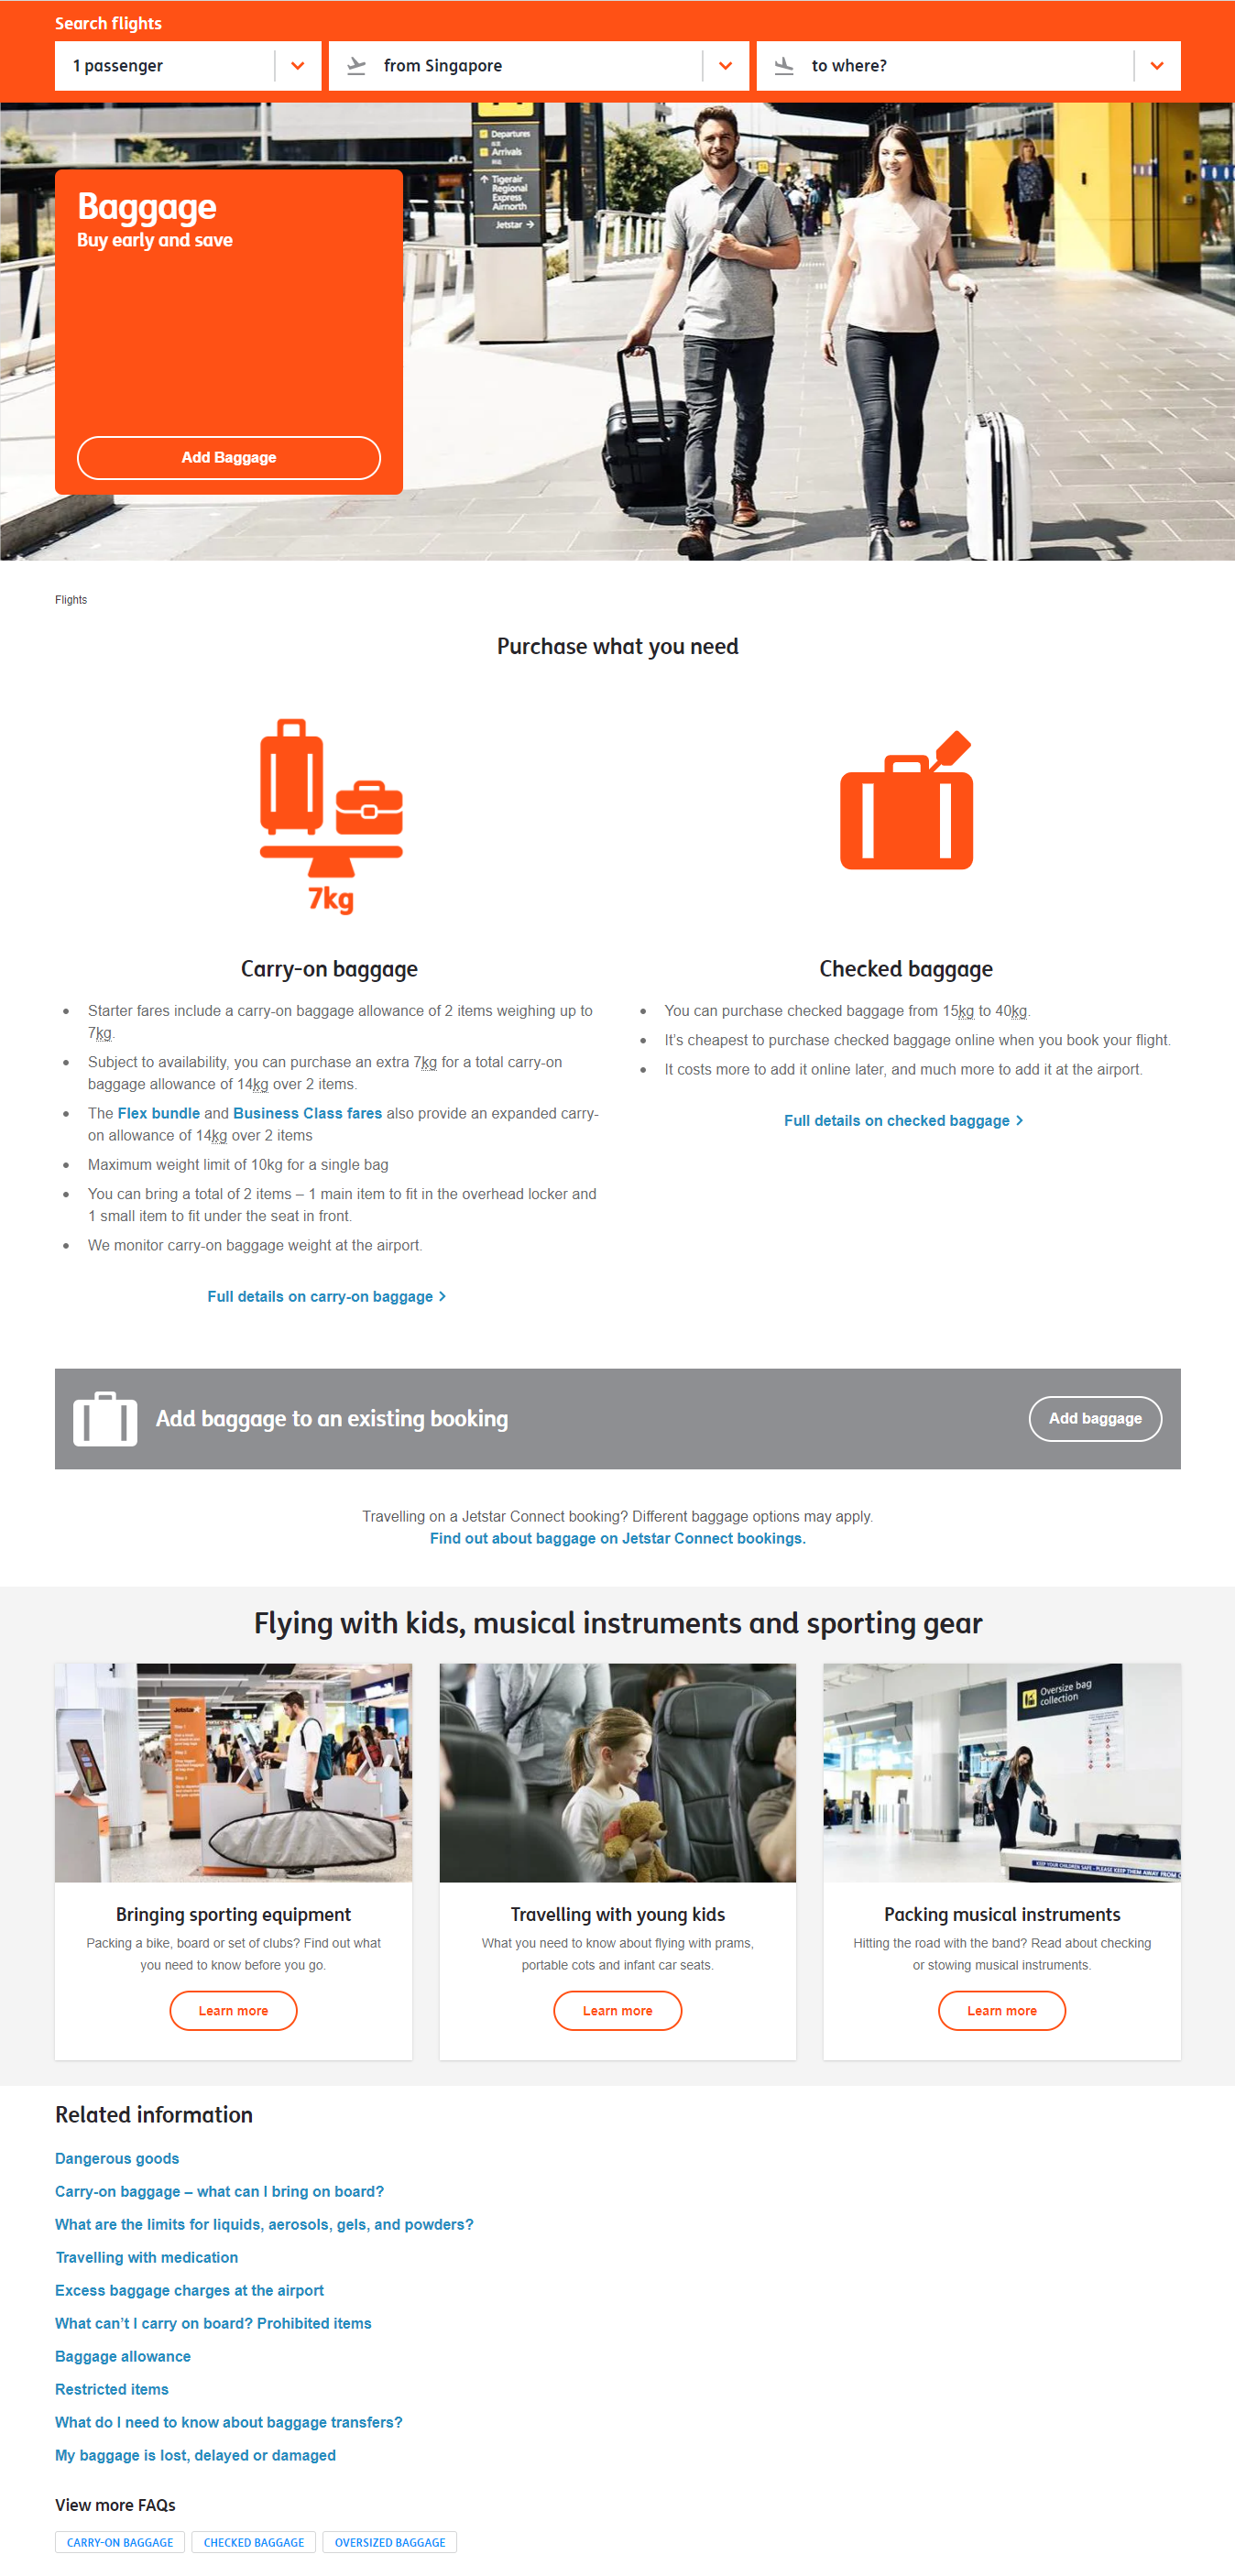 Search flights
1 passenger
from Singapore
to where?
Departures
Arrivals
Tigerair
Regional
Express
Airnorth
Jetstar →
Baggage
Buy early and save
Add Baggage
Flights
Purchase what you need
7kg
Carry-on baggage
• Starter fares include a carry-on baggage allowance of 2 items weighing up to
7kg.
• Subject to availability, you can purchase an extra 7kg for a total carry-on
baggage allowance of 14kg over 2 items.
• The Flex bundle and Business Class fares also provide an expanded carry-
on allowance of 14kg over 2 items
• Maximum weight limit of 10kg for a single bag
• You can bring a total of 2 items – 1 main item to fit in the overhead locker and
1 small item to fit under the seat in front.
• We monitor carry-on baggage weight at the airport.
Full details on carry-on baggage
Checked baggage
• You can purchase checked baggage from 15kg to 40kg.
• It’s cheapest to purchase checked baggage online when you book your flight.
• It costs more to add it online later, and much more to add it at the airport.
Full details on checked baggage
Add baggage to an existing booking
Add baggage
Travelling on a Jetstar Connect booking? Different baggage options may apply.
Find out about baggage on Jetstar Connect bookings.
Flying with kids, musical instruments and sporting gear
Jetstar
Step 1
Step 2
Step 3
Bringing sporting equipment
Packing a bike, board or set of clubs? Find out what
you need to know before you go.
Learn more
Travelling with young kids
What you need to know about flying with prams,
portable cots and infant car seats.
Learn more
Oversize bag
collection
KEEP YOUR CHILDREN SAFE - PLEASE KEEP THEM AWAY FROM
Packing musical instruments
Hitting the road with the band? Read about checking
or stowing musical instruments.
Learn more
Related information
Dangerous goods
Carry-on baggage – what can I bring on board?
What are the limits for liquids, aerosols, gels, and powders?
Travelling with medication
Excess baggage charges at the airport
What can’t I carry on board? Prohibited items
Baggage allowance
Restricted items
What do I need to know about baggage transfers?
My baggage is lost, delayed or damaged
View more FAQs
CARRY-ON BAGGAGE
CHECKED BAGGAGE
OVERSIZED BAGGAGE